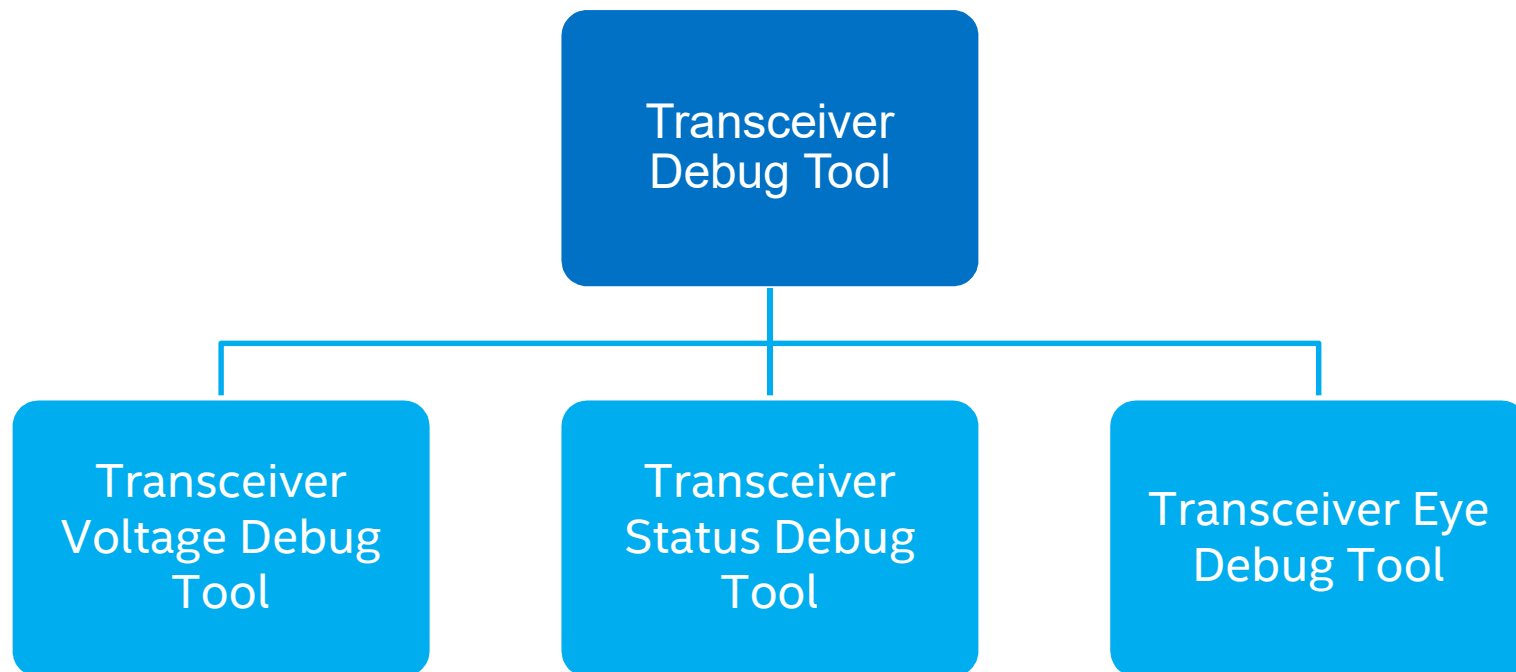 Transceiver
Debug Tool
Transceiver
Voltage Debug
Tool
Transceiver
Status Debug
Tool
Transceiver Eye
Debug Tool